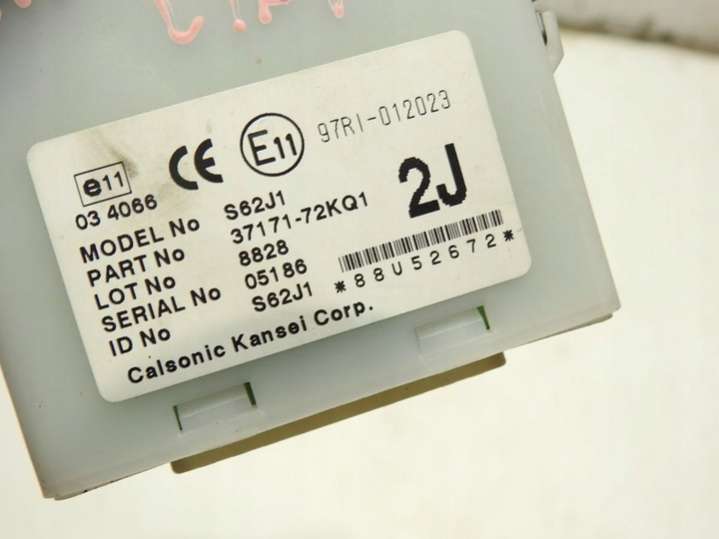 e11
03 4066
CE
E11
97RI-012023
2J
MODEL No S62J1
PART No 37171-72KQ1
LOT No 8828
SERIAL No 05186
ID No S62J1
*88U52672*
Calsonic Kansei Corp.